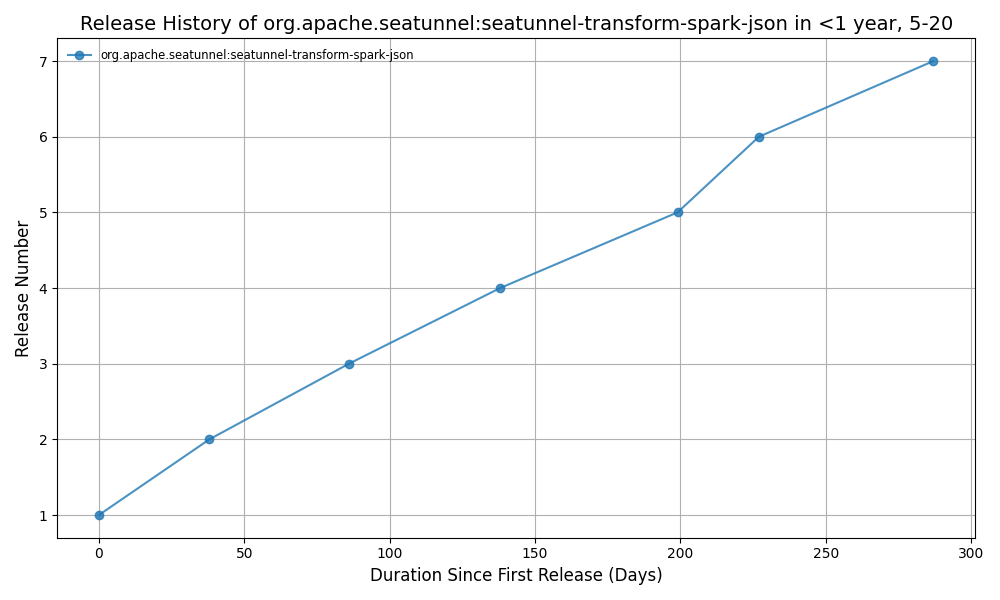 Release History of org.apache.seatunnel:seatunnel-transform-spark-json in <1 year, 5-20
org.apache.seatunnel:seatunnel-transform-spark-json
7
6
5
4
3
2
1
Release Number
0 50 100 150 200 250 300
Duration Since First Release (Days)